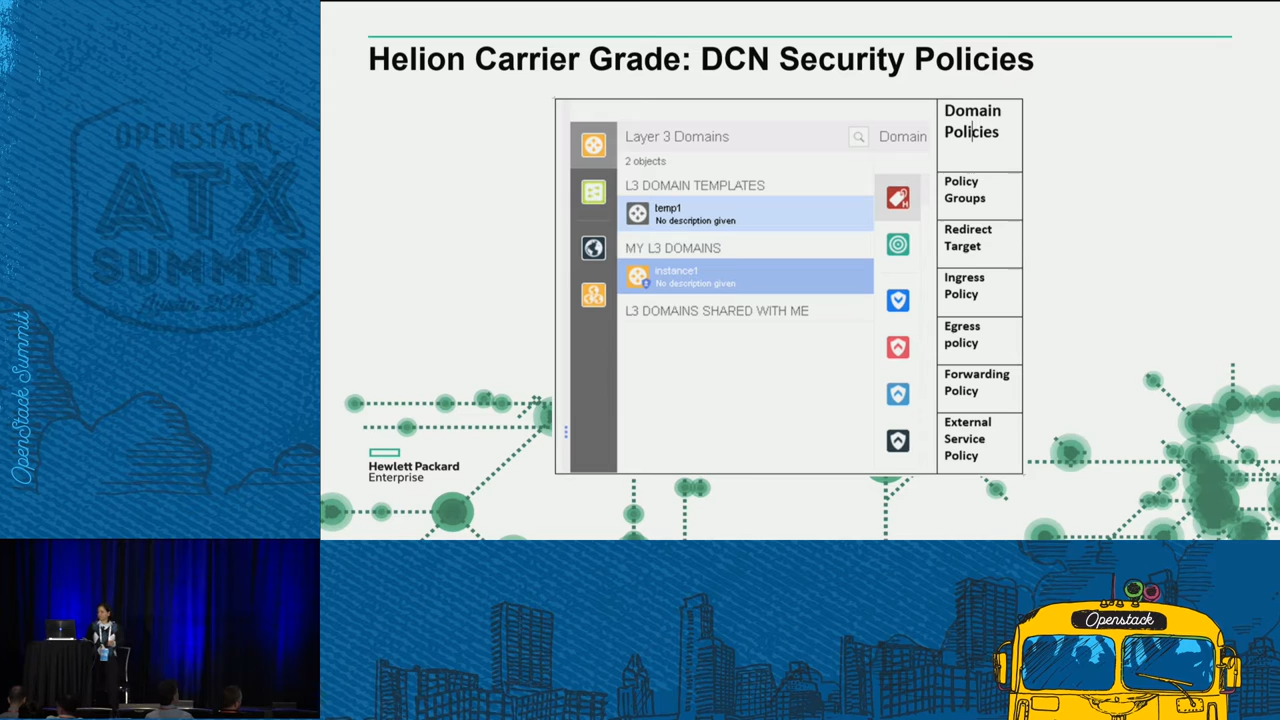 Helion Carrier Grade: DCN Security Policies
Layer 3 Domains
Domain
2 objects
L3 DOMAIN TEMPLATES
temp1
No description given
MY L3 DOMAINS
instance1
No description given
L3 DOMAINS SHARED WITH ME
H
Domain
Policies
Policy
Groups
Redirect
Target
Ingress
Policy
Egress
policy
Forwarding
Policy
External
Service
Policy
Hewlett Packard
Enterprise
OPENSTACK
ATX
SUMMIT
OpenStack Summit
Openstack